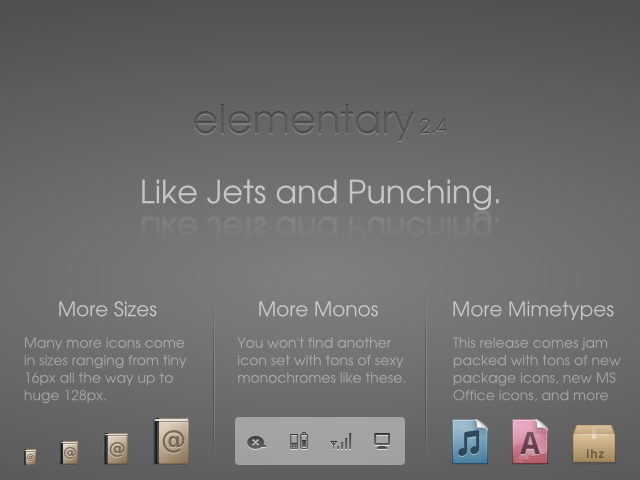 elementary 2.4
Like Jets and Punching.
More Sizes
Many more icons come
in sizes ranging from tiny
16px all the way up to
huge 128px.
@ @ @ @
More Monos
You won't find another
icon set with tons of sexy
monochromes like these.
More Mimetypes
This release comes jam
packed with tons of new
package icons, new MS
Office icons, and more
A
lhz